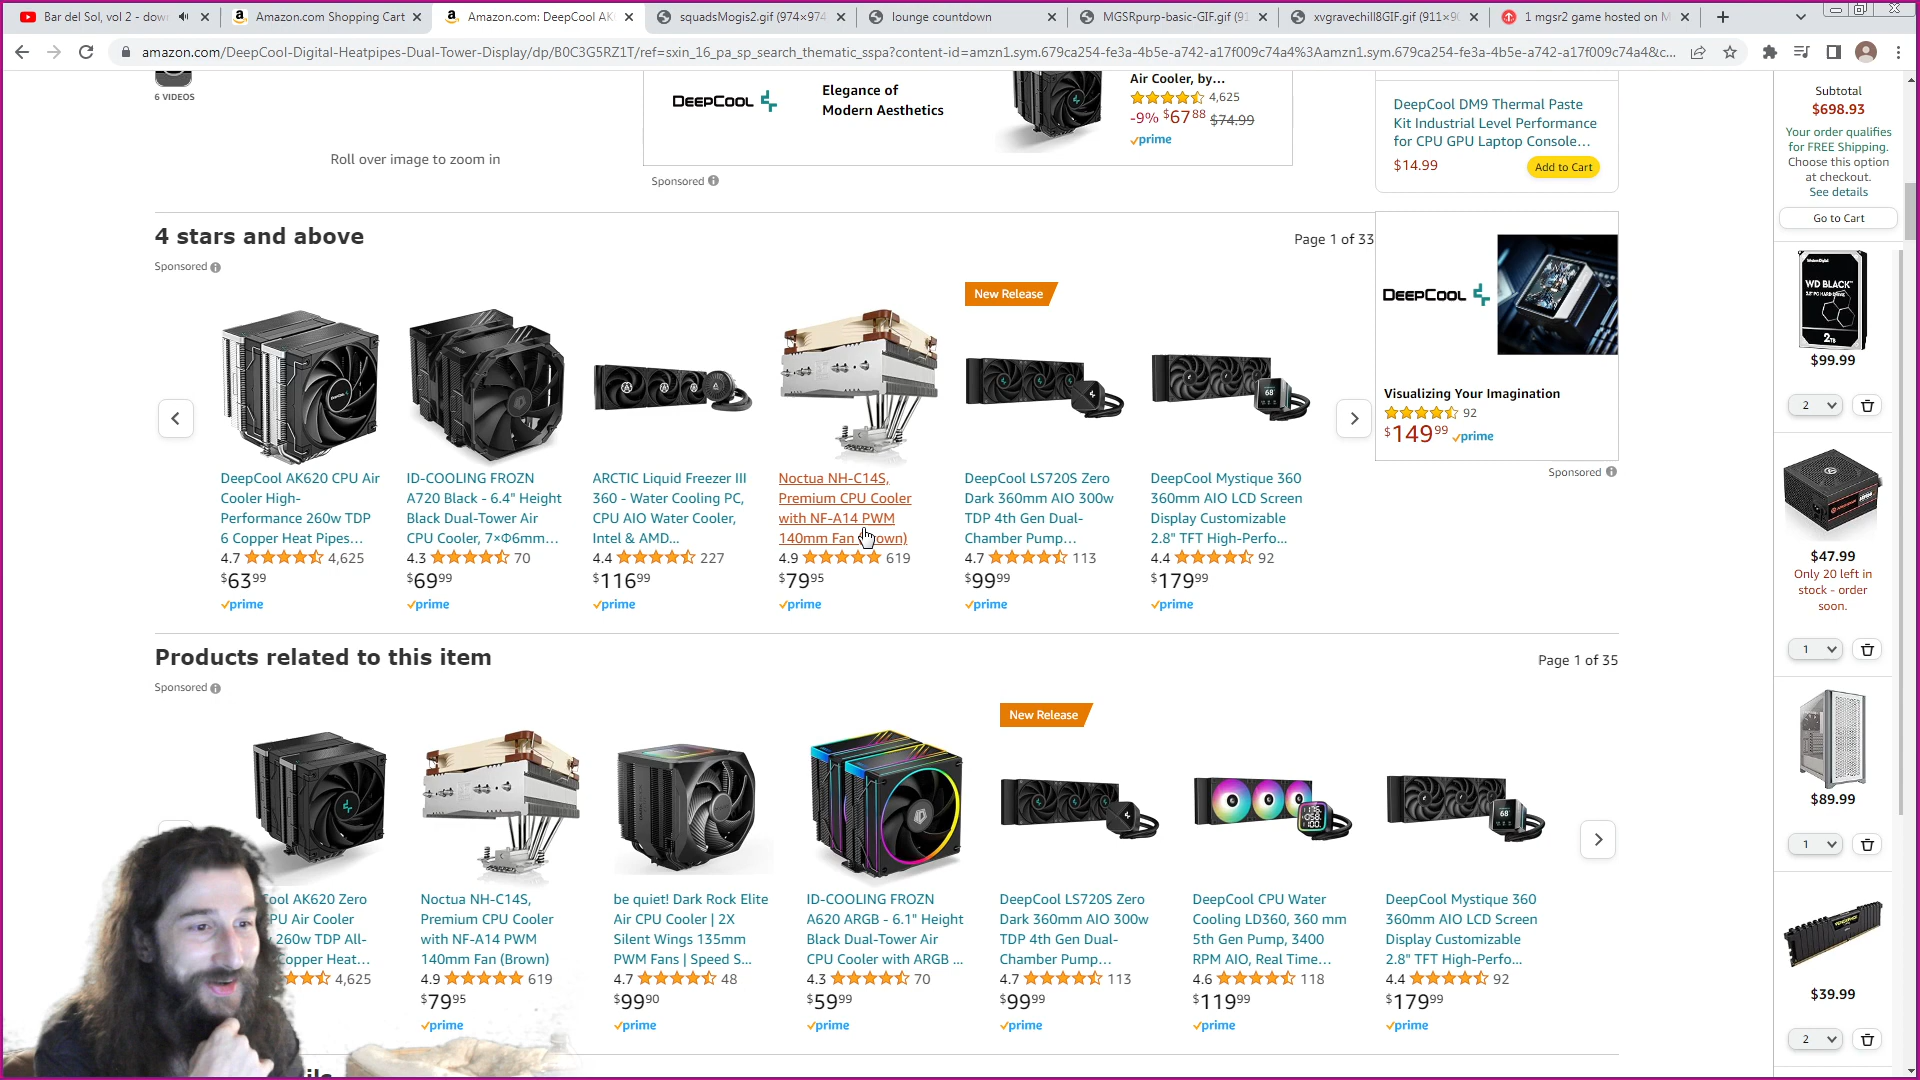 Bar del Sol, vol 2 - dow
Amazon.com Shopping Cart
Amazon.com: DeepCool AK
squadsMogis2.gif (974×974
lounge countdown
MGSRpurp-basic-GIF.gif (91
xvgravechill8GIF.gif (911×90
1 mgsr2 game hosted on M
amazon.com/DeepCool-Digital-Heatpipes-Dual-Tower-Display/dp/B0C3G5RZ1T/ref=sxin_16_pa_sp_search_thematic_sspa?content-id=amzn1.sym.679ca254-fe3a-4b5e-a742-a17f009c74a4%3Aamzn1.sym.679ca254-fe3a-4b5e-a742-a17f009c74a4&c...
6 VIDEOS
Roll over image to zoom in
DEEPCOOL
Elegance of
Modern Aesthetics
Air Cooler, by...
4,625
-9% $67 88 $74.99
prime
Sponsored
DeepCool DM9 Thermal Paste
Kit Industrial Level Performance
for CPU GPU Laptop Console...
$14.99
Add to Cart
Subtotal
$698.93
Your order qualifies
for FREE Shipping.
Choose this option
at checkout.
See details
Go to Cart
4 stars and above
Page 1 of 33
Sponsored
New Release
DeepCool AK620 CPU Air
Cooler High-
Performance 260w TDP
6 Copper Heat Pipes...
4.7 4,625
$63 99
prime
ID-COOLING FROZN
A720 Black - 6.4" Height
Black Dual-Tower Air
CPU Cooler, 7×Φ6mm...
4.3 70
$69 99
prime
ARCTIC Liquid Freezer III
360 - Water Cooling PC,
CPU AIO Water Cooler,
Intel & AMD...
4.4 227
$116 99
prime
Noctua NH-C14S,
Premium CPU Cooler
with NF-A14 PWM
140mm Fan (Brown)
4.9 619
$79 95
prime
DeepCool LS720S Zero
Dark 360mm AIO 300w
TDP 4th Gen Dual-
Chamber Pump...
4.7 113
$99 99
prime
68
DeepCool Mystique 360
360mm AIO LCD Screen
Display Customizable
2.8" TFT High-Perfo...
4.4 92
$179 99
prime
DEEPCOOL
Visualizing Your Imagination
92
$149 99 prime
Sponsored
WD BLACK
2TB
$99.99
2
$47.99
Only 20 left in
stock - order
soon.
1
$89.99
1
$39.99
2
Products related to this item
Page 1 of 35
Sponsored
New Release
ool AK620 Zero
PU Air Cooler
260w TDP All-
Copper Heat...
4,625
Noctua NH-C14S,
Premium CPU Cooler
with NF-A14 PWM
140mm Fan (Brown)
4.9 619
$79 95
prime
be quiet! Dark Rock Elite
Air CPU Cooler | 2X
Silent Wings 135mm
PWM Fans | Speed S...
4.7 48
$99 90
prime
ID-COOLING FROZN
A620 ARGB - 6.1" Height
Black Dual-Tower Air
CPU Cooler with ARGB ...
4.3 70
$59 99
prime
DeepCool LS720S Zero
Dark 360mm AIO 300w
TDP 4th Gen Dual-
Chamber Pump...
4.7 113
$99 99
prime
DeepCool CPU Water
Cooling LD360, 360 mm
5th Gen Pump, 3400
RPM AIO, Real Time...
4.6 118
$119 99
prime
68
DeepCool Mystique 360
360mm AIO LCD Screen
Display Customizable
2.8" TFT High-Perfo...
4.4 92
$179 99
prime